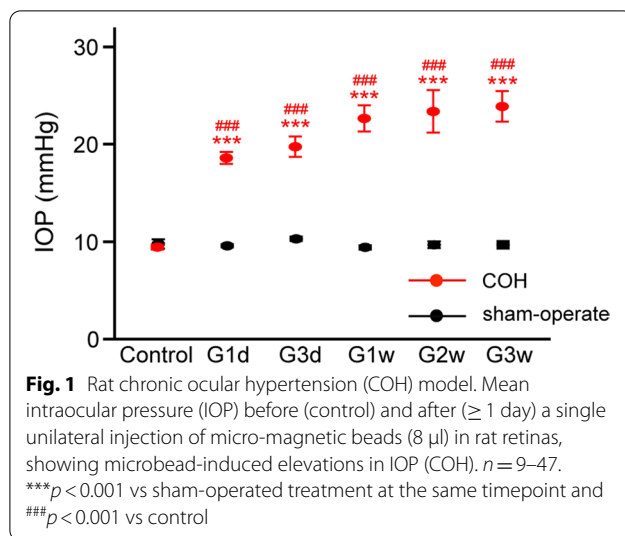 30
###
***
###
***
###
***
###
***
###
***
20
IOP (mmHg)
10
COH
sham-operate
0
Control G1d G3d G1w G2w G3w
Fig. 1 Rat chronic ocular hypertension (COH) model. Mean
intraocular pressure (IOP) before (control) and after (≥ 1 day) a single
unilateral injection of micro-magnetic beads (8 µl) in rat retinas,
showing microbead-induced elevations in IOP (COH). n = 9–47.
***p < 0.001 vs sham-operated treatment at the same timepoint and
###p < 0.001 vs control